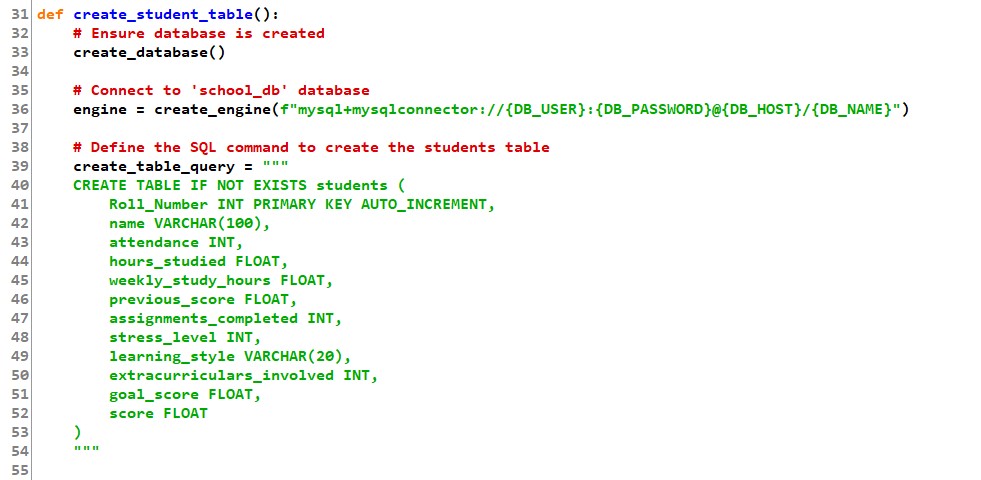 31 def create_student_table():
32     # Ensure database is created
33     create_database()
34
35     # Connect to 'school_db' database
36     engine = create_engine(f"mysql+mysqlconnector://{DB_USER}:{DB_PASSWORD}@{DB_HOST}/{DB_NAME}")
37
38     # Define the SQL command to create the students table
39     create_table_query = """
40     CREATE TABLE IF NOT EXISTS students (
41         Roll_Number INT PRIMARY KEY AUTO_INCREMENT,
42         name VARCHAR(100),
43         attendance INT,
44         hours_studied FLOAT,
45         weekly_study_hours FLOAT,
46         previous_score FLOAT,
47         assignments_completed INT,
48         stress_level INT,
49         learning_style VARCHAR(20),
50         extracurriculars_involved INT,
51         goal_score FLOAT,
52         score FLOAT
53     )
54     """
55